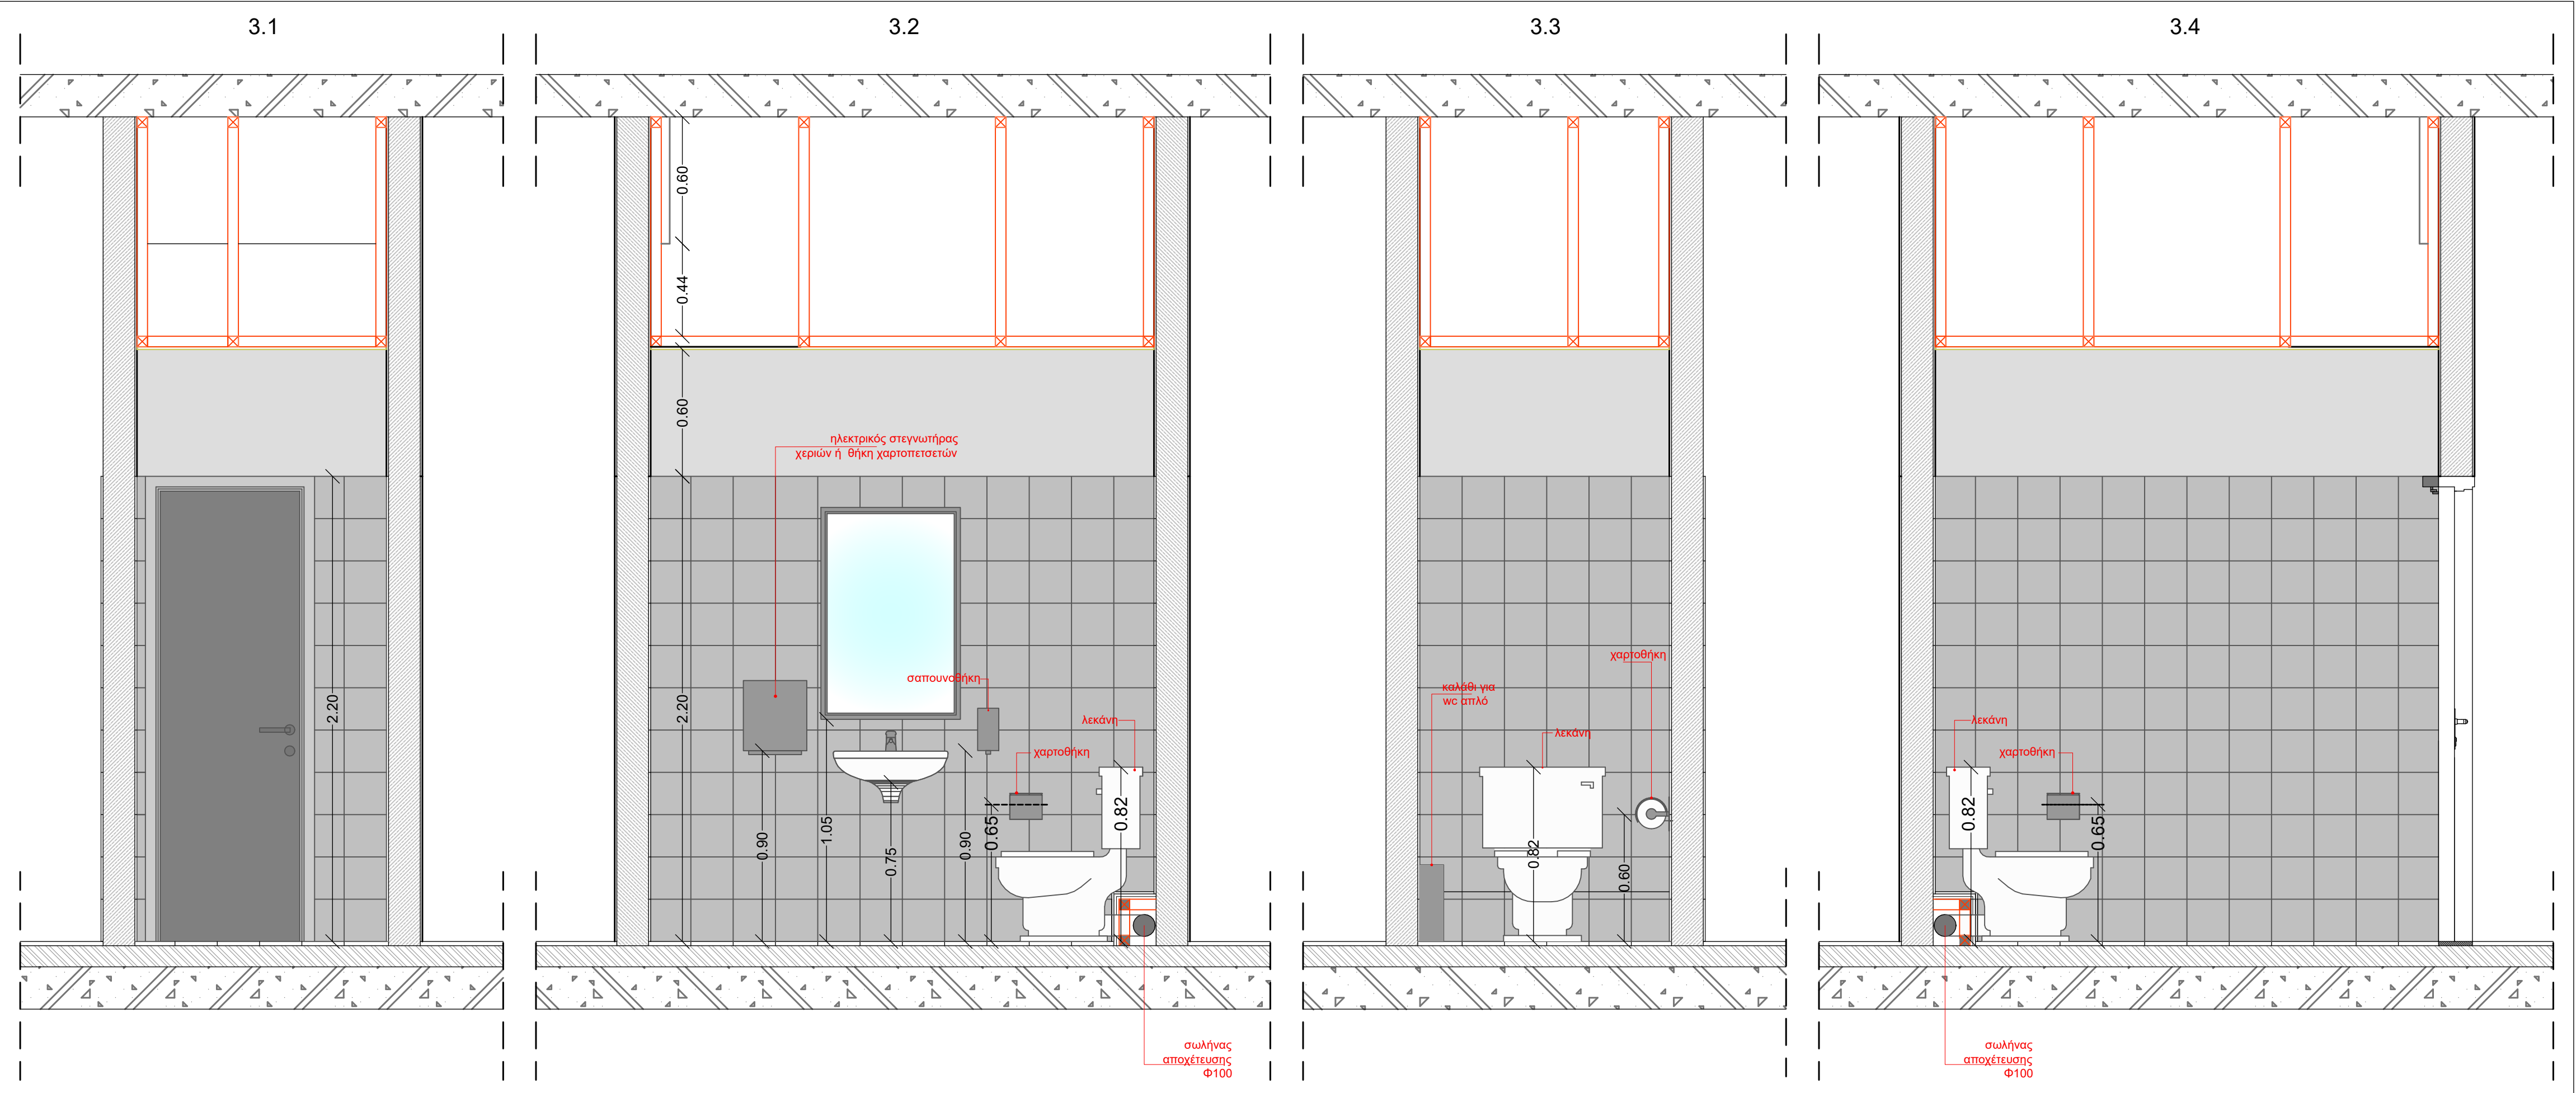 3.1
3.2
3.3
3.4
0.60
0.44
0.60
ηλεκτρικός στεγνωτήρας
χεριών ή θήκη χαρτοπετσετών
2.20
2.20
σαπουνοθήκη
λεκάνη
χαρτοθήκη
0.90
1.05
0.75
0.90
0.65
0.82
σωλήνας
αποχέτευσης
Φ100
χαρτοθήκη
καλάθι για
wc απλό
λεκάνη
0.82
0.60
λεκάνη
χαρτοθήκη
0.82
0.65
σωλήνας
αποχέτευσης
Φ100